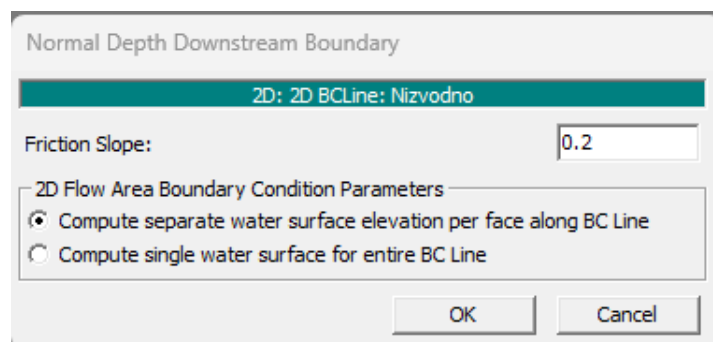 Normal Depth Downstream Boundary
2D: 2D BCLine: Nizvodno
Friction Slope: 0.2
2D Flow Area Boundary Condition Parameters
Compute separate water surface elevation per face along BC Line
Compute single water surface for entire BC Line
OK Cancel